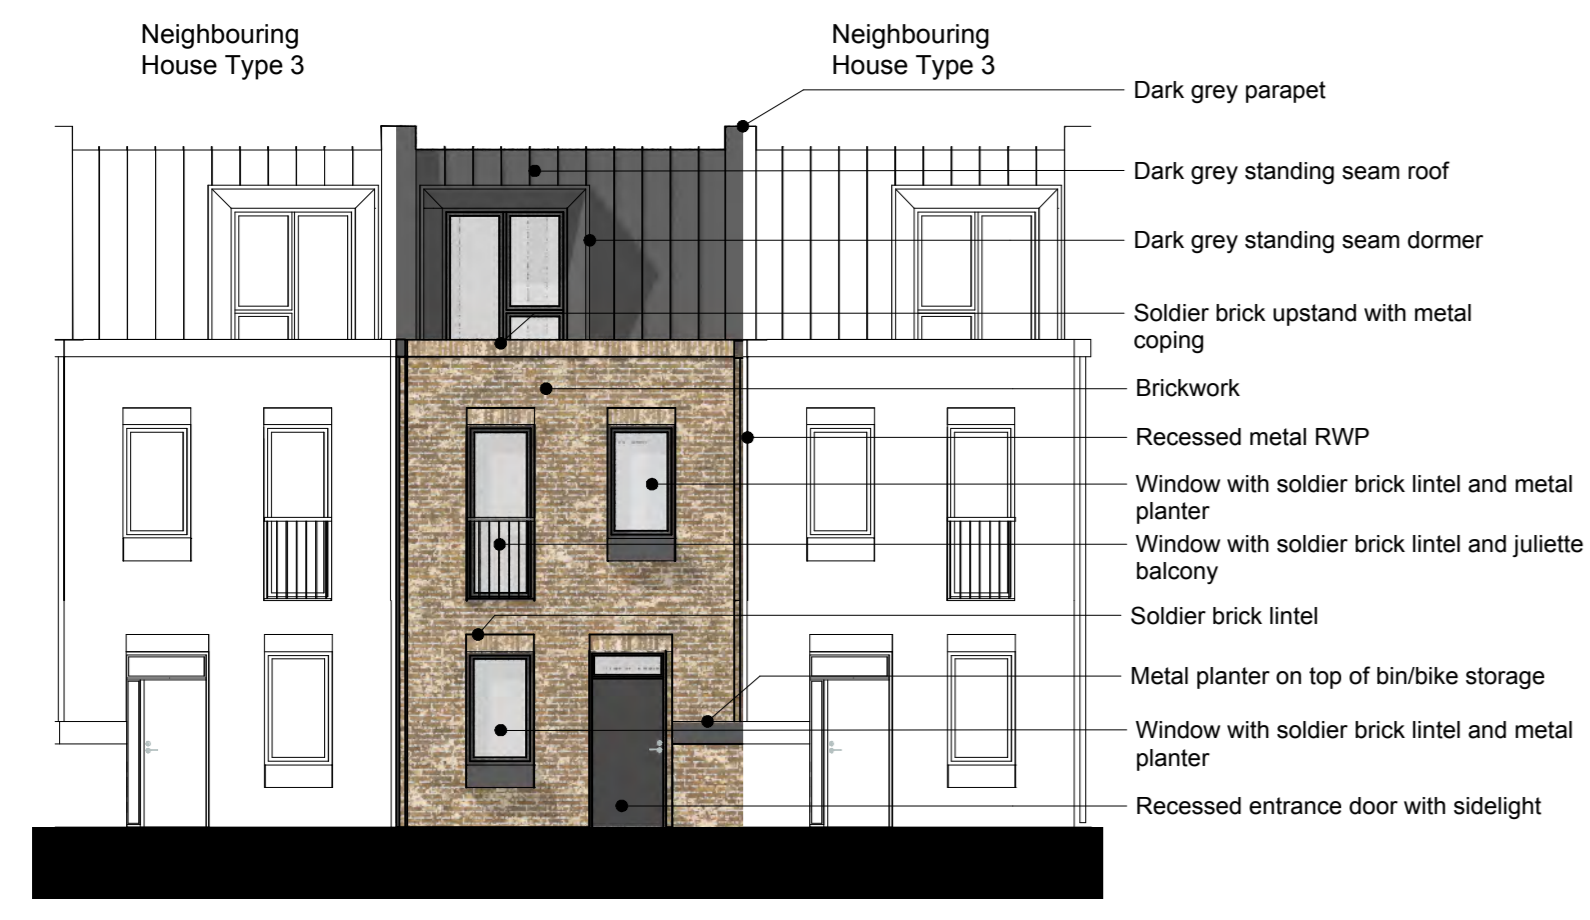 Neighbouring
House Type 3
Neighbouring
House Type 3
Dark grey parapet
Dark grey standing seam roof
Dark grey standing seam dormer
Soldier brick upstand with metal
coping
Brickwork
Recessed metal RWP
Window with soldier brick lintel and metal
planter
Window with soldier brick lintel and juliette
balcony
Soldier brick lintel
Metal planter on top of bin/bike storage
Window with soldier brick lintel and metal
planter
Recessed entrance door with sidelight